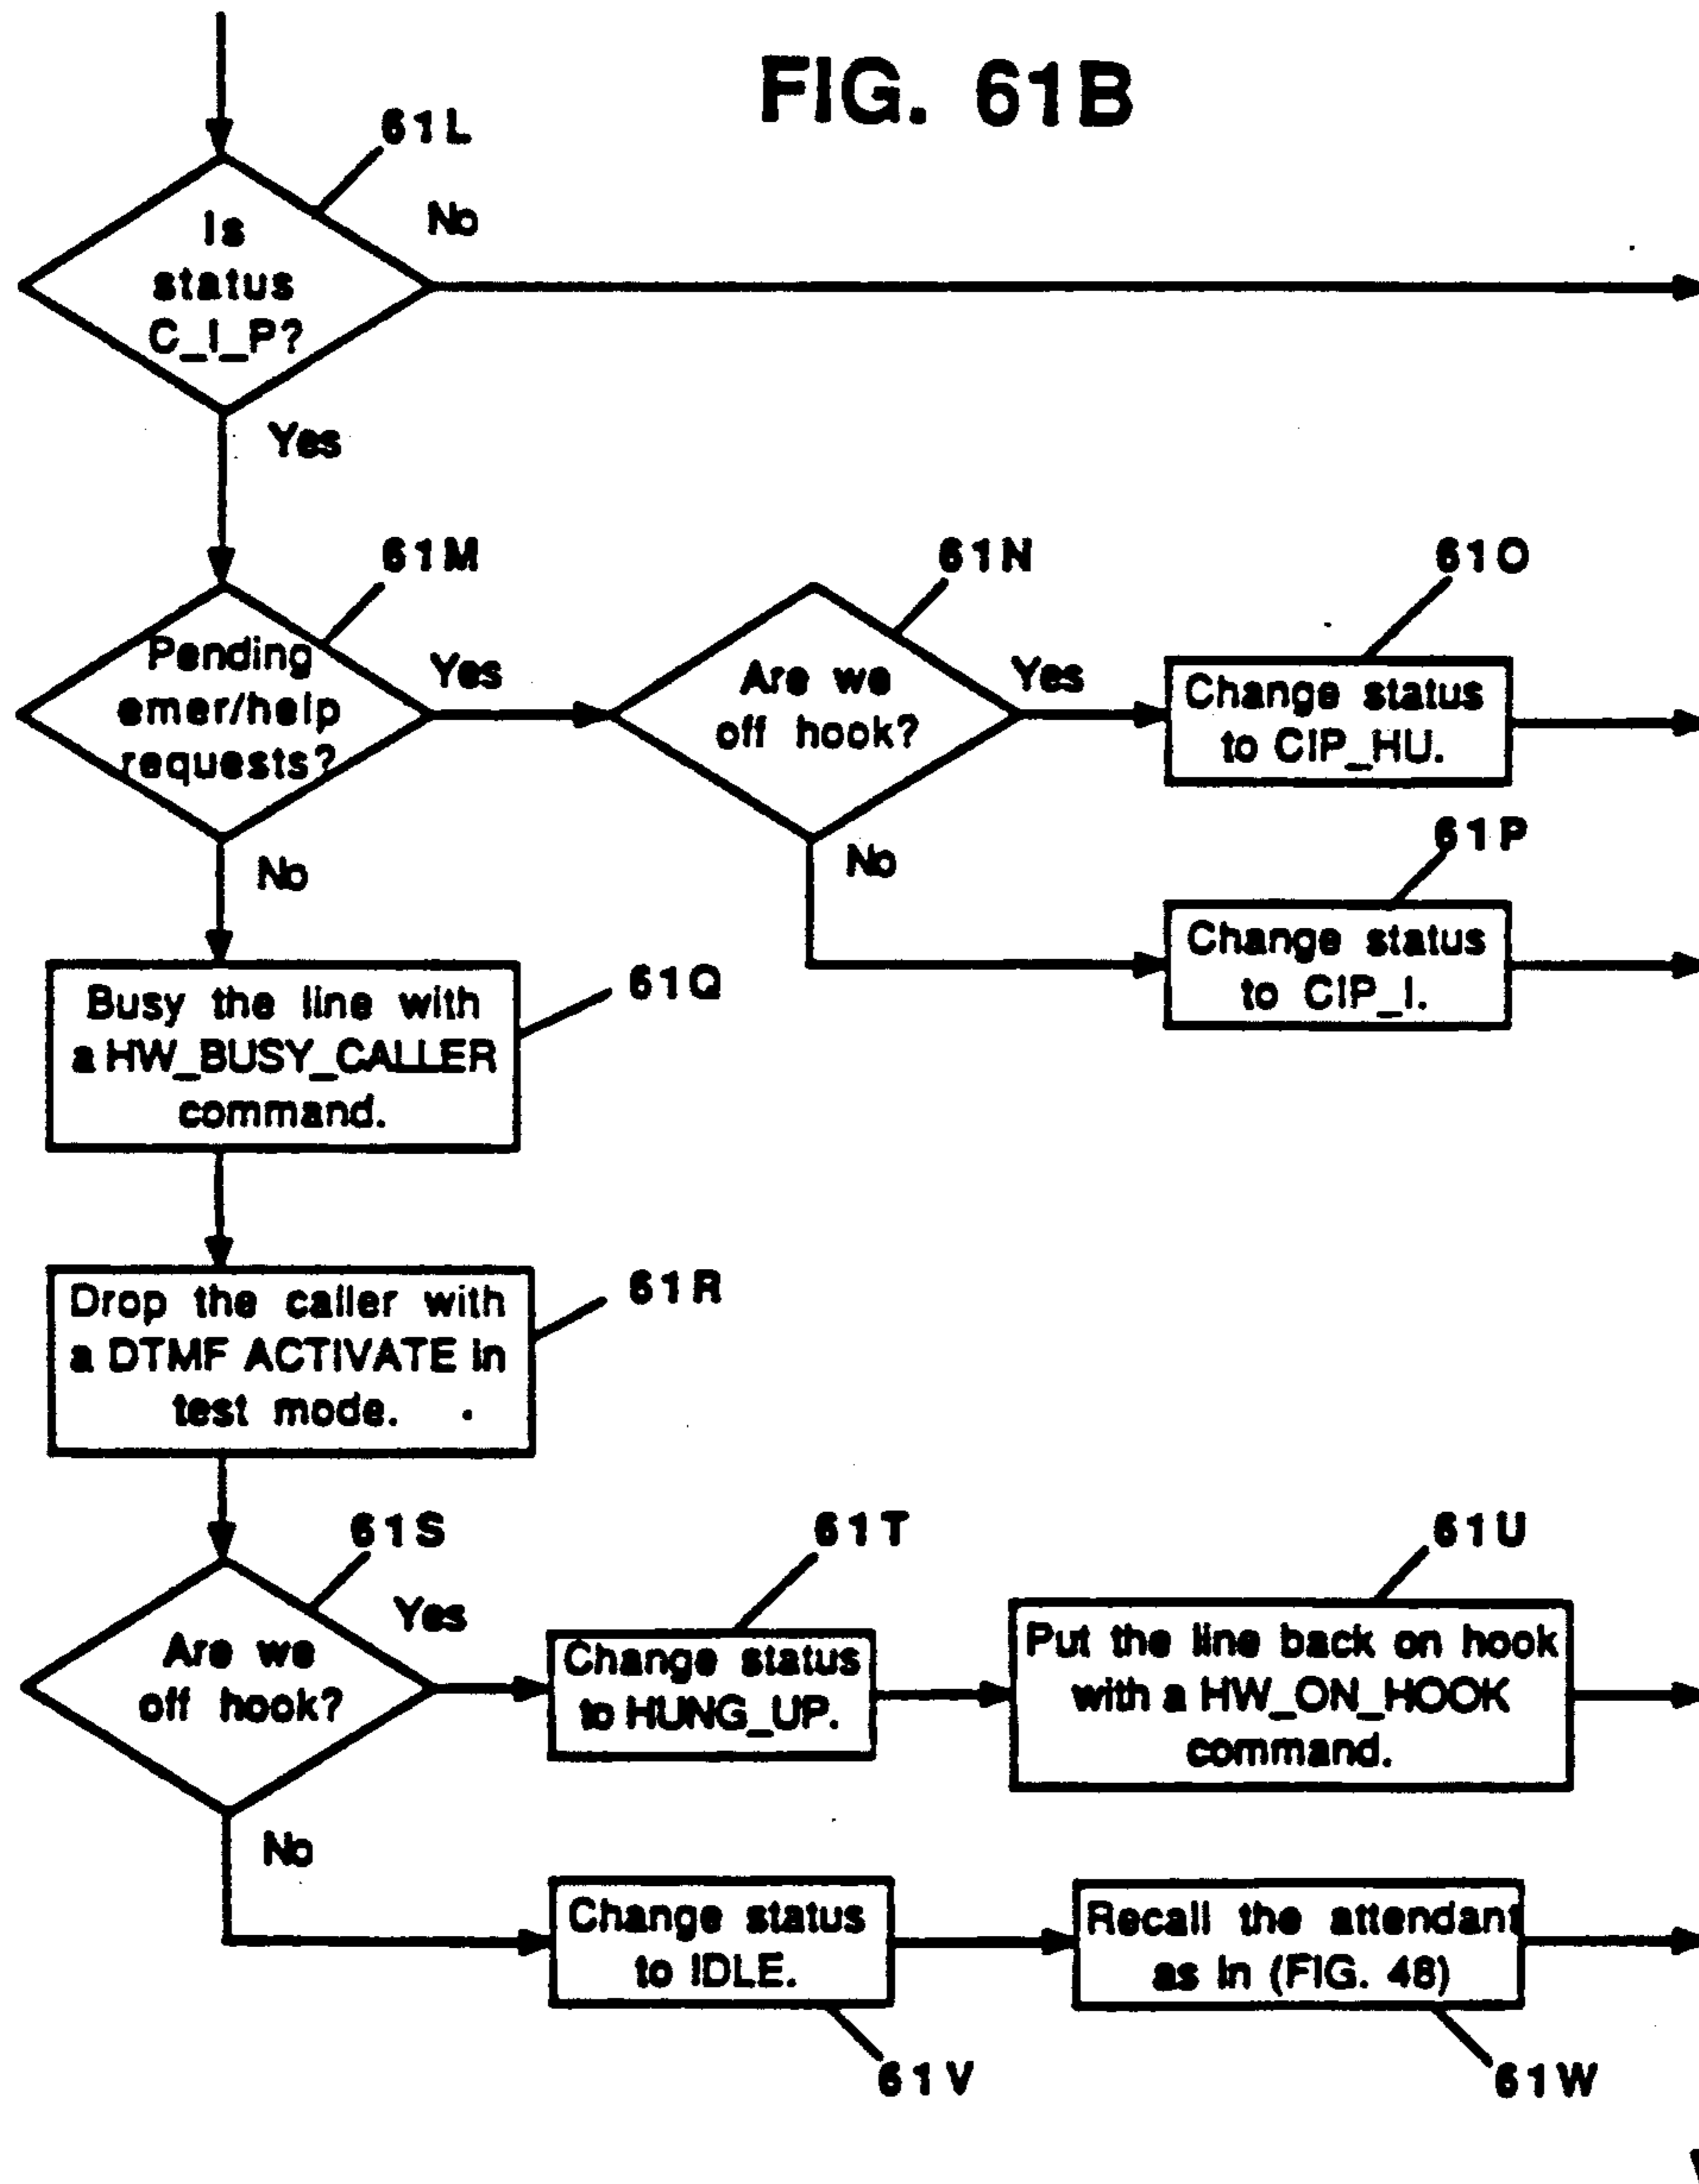 FIG. 61B
61L
No
Is
status
C_I_P?
Yes
61M
61N
61O
Pending
emer/help
requests?
Yes
Are we
off hook?
Yes
Change status
to CIP_HU.
No
No
61P
Change status
to CIP_I.
61Q
Busy the line with
a HW_BUSY_CALLER
command.
61R
Drop the caller with
a DTMF ACTIVATE in
test mode.
61S
61T
61U
Yes
Are we
off hook?
Change status
to HUNG_UP.
Put the line back on hook
with a HW_ON_HOOK
command.
No
Change status
to IDLE.
Recall the attendant
as in (FIG. 48)
61V
61W